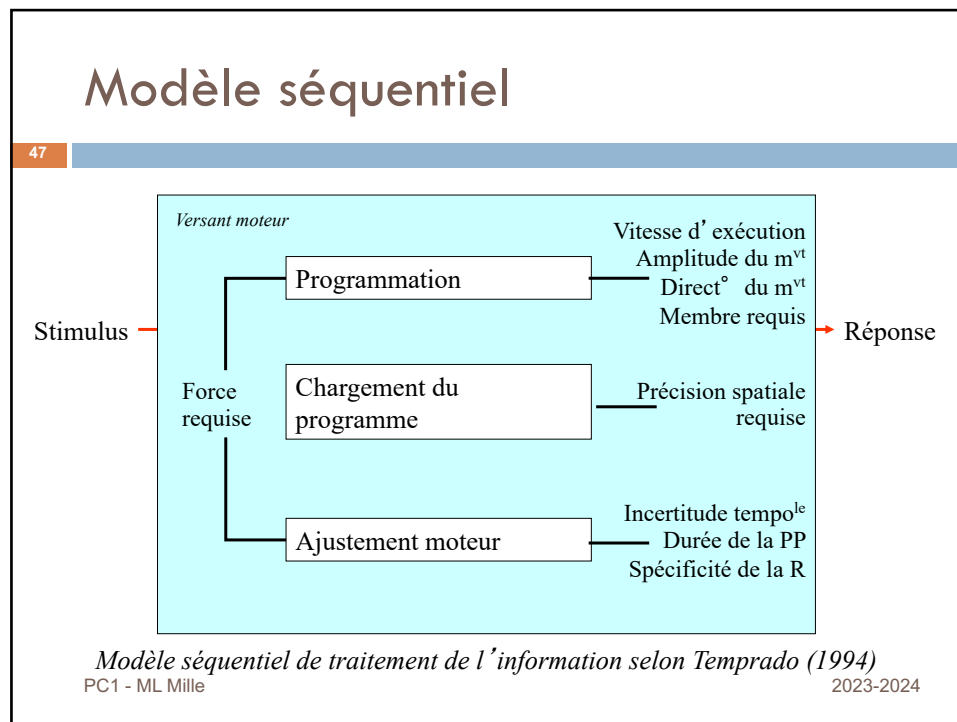 Modèle séquentiel
47
Versant moteur
Vitesse d’exécution
Amplitude du mvt
Programmation
Direct° du mvt
Membre requis
Stimulus
Réponse
Force
requise
Chargement du
programme
Précision spatiale
requise
Incertitude tempole
Ajustement moteur
Durée de la PP
Spécificité de la R
Modèle séquentiel de traitement de l’information selon Temprado (1994)
PC1 - ML Mille
2023-2024